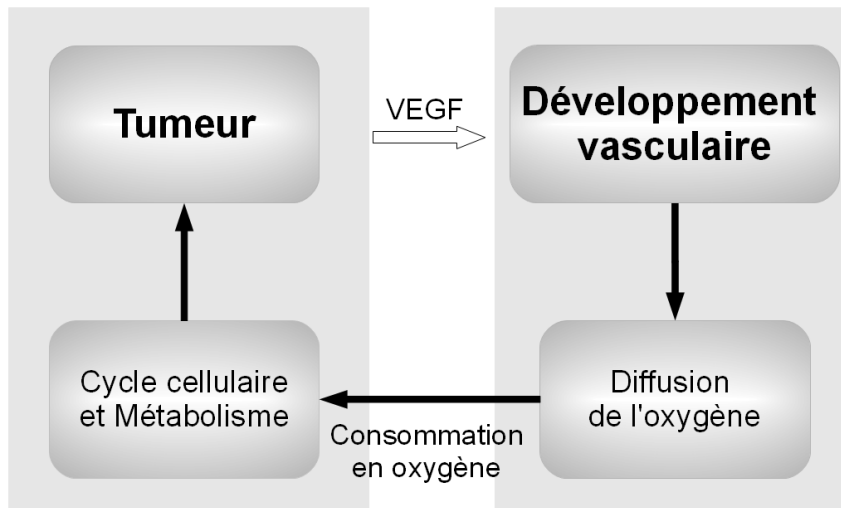 Tumeur
VEGF
Développement
vasculaire
Cycle cellulaire
et Métabolisme
Consommation
en oxygène
Diffusion
de l'oxygène